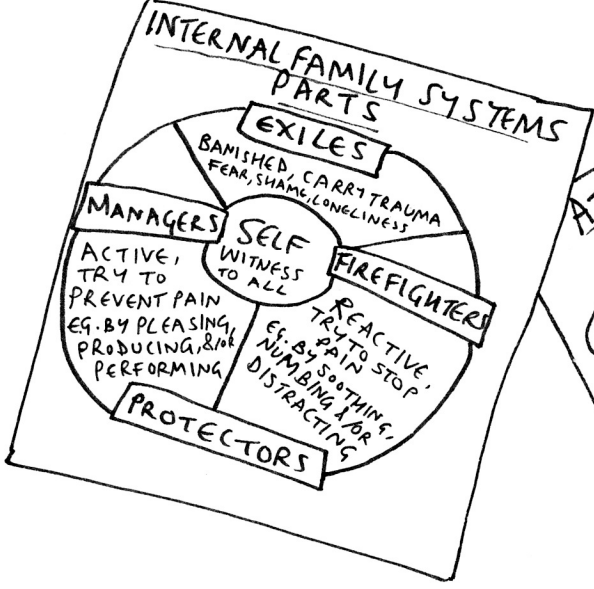 INTERNAL FAMILY SYSTEMS
PARTS
EXILES
BANISHED, CARRY TRAUMA
FEAR, SHAME, LONELINESS
MANAGERS
ACTIVE,
TRY TO
PREVENT PAIN
EG. BY PLEASING,
PRODUCING, &/OR
PERFORMING
SELF
WITNESS
TO ALL
FIREFIGHTERS
REACTIVE,
TRY TO STOP
PAIN
EG. BY SOOTHING,
NUMBING &/OR
DISTRACTING
PROTECTORS